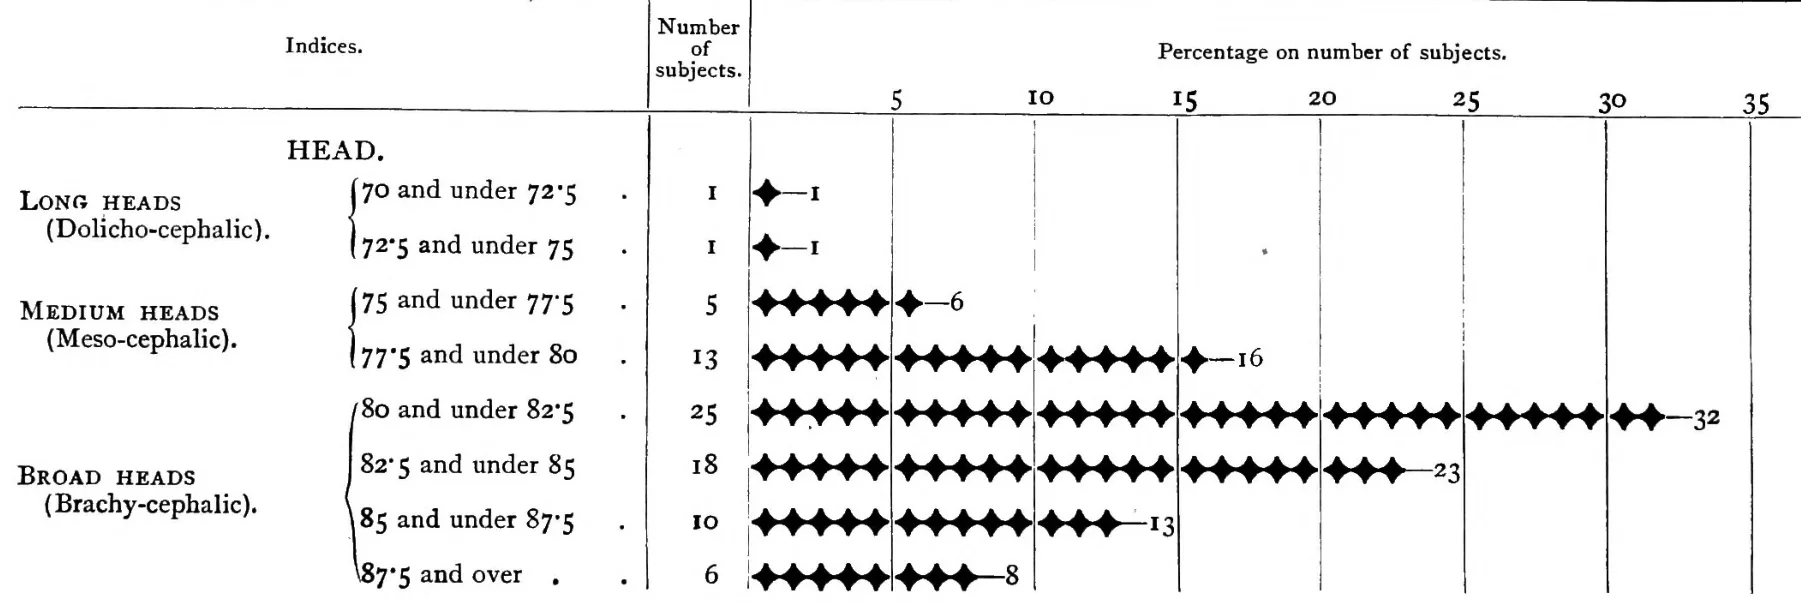 Indices.
Number
of
subjects.
Percentage on number of subjects.
5 10 15 20 25 30 35
HEAD.
LONG HEADS
(Dolicho-cephalic).
70 and under 72·5 . 1 1
72·5 and under 75 . 1 1
MEDIUM HEADS
(Meso-cephalic).
75 and under 77·5 . 5 6
77·5 and under 80 . 13 16
BROAD HEADS
(Brachy-cephalic).
80 and under 82·5 . 25 32
82·5 and under 85 18 23
85 and under 87·5 . 10 13
87·5 and over . . 6 8